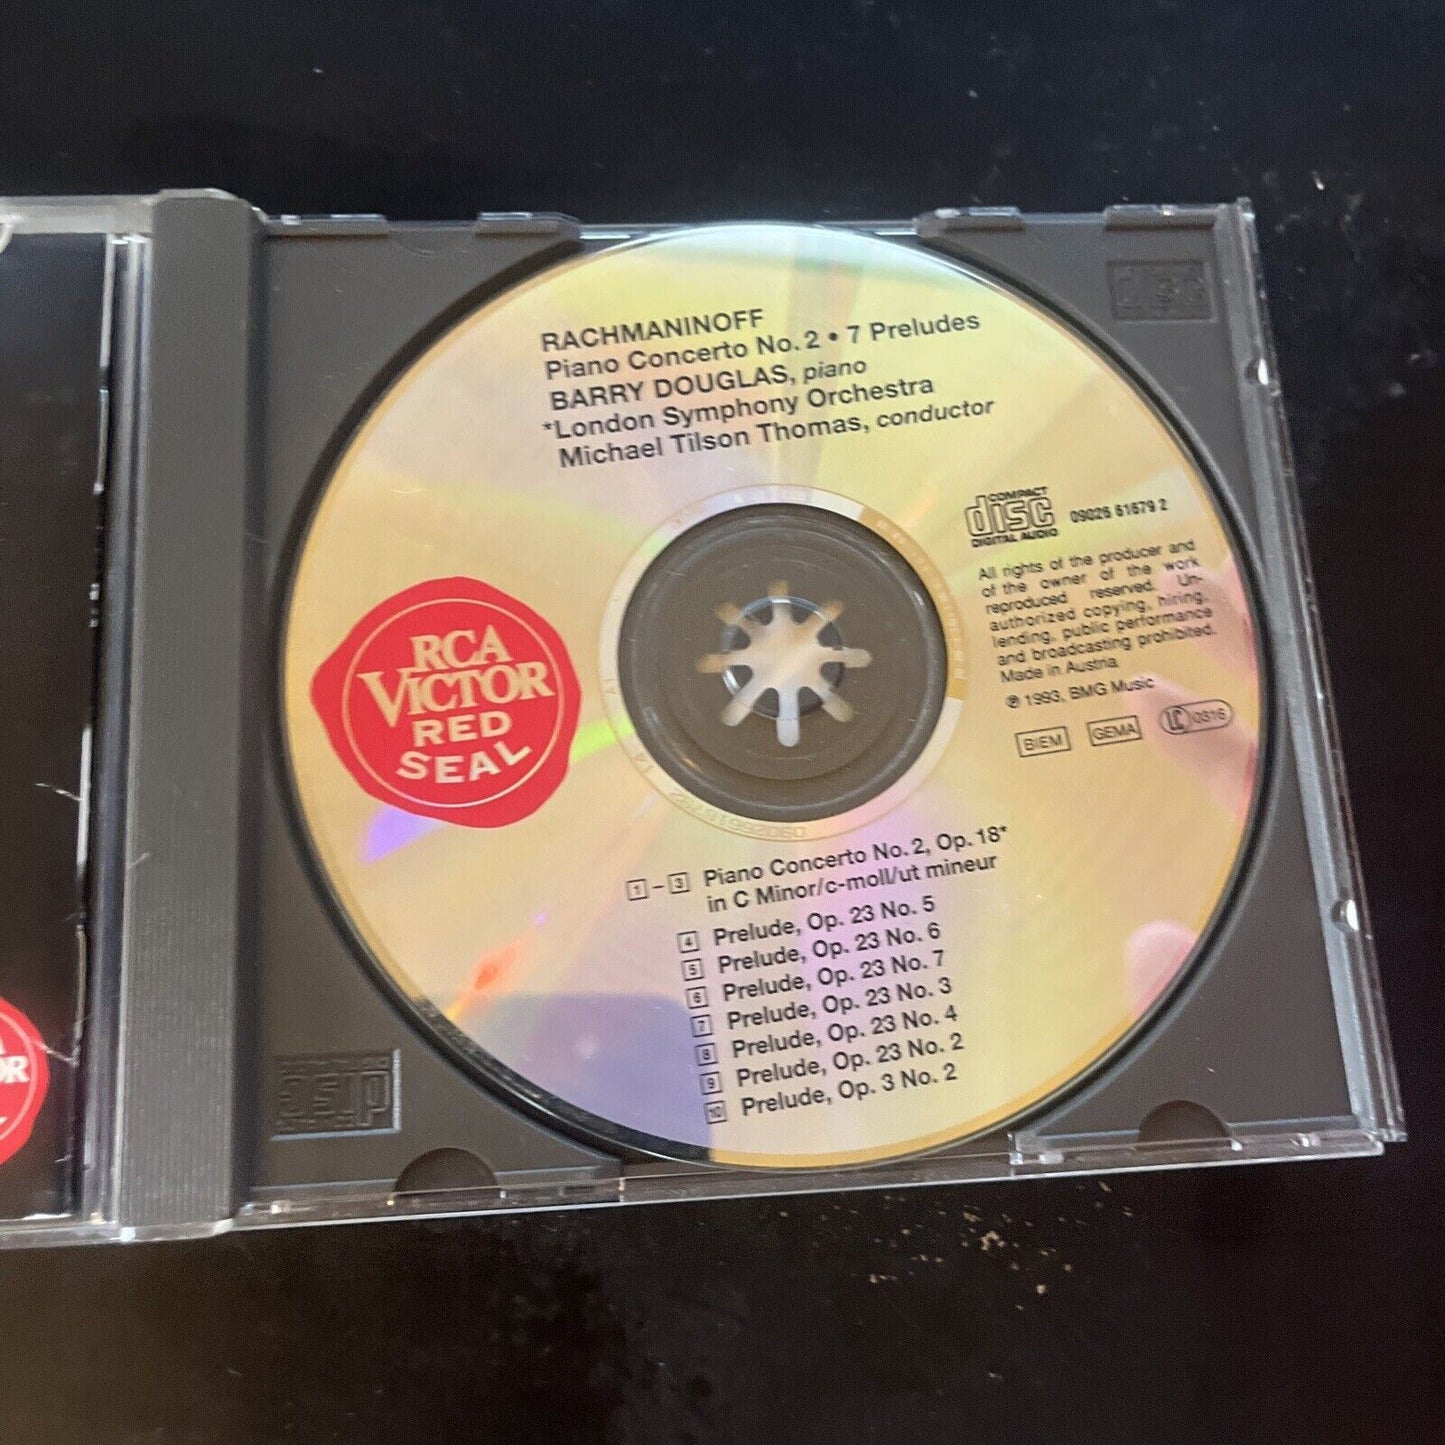 RACHMANINOFF
Piano Concerto No. 2 • 7 Preludes
BARRY DOUGLAS, piano
*London Symphony Orchestra
Michael Tilson Thomas, conductor
COMPACT
disc
DIGITAL AUDIO
09026 61679 2
All rights of the producer and
of the owner of the work
reproduced reserved. Un-
authorized copying, hiring,
lending, public performance
and broadcasting prohibited.
Made in Austria.
℗ 1993, BMG Music
BIEM
GEMA
LC 0316
RCA
VICTOR
RED
SEAL
1 – 3 Piano Concerto No. 2, Op. 18*
in C Minor/c-moll/ut mineur
4 Prelude, Op. 23 No. 5
5 Prelude, Op. 23 No. 6
6 Prelude, Op. 23 No. 7
7 Prelude, Op. 23 No. 3
8 Prelude, Op. 23 No. 4
9 Prelude, Op. 23 No. 2
10 Prelude, Op. 3 No. 2
disc